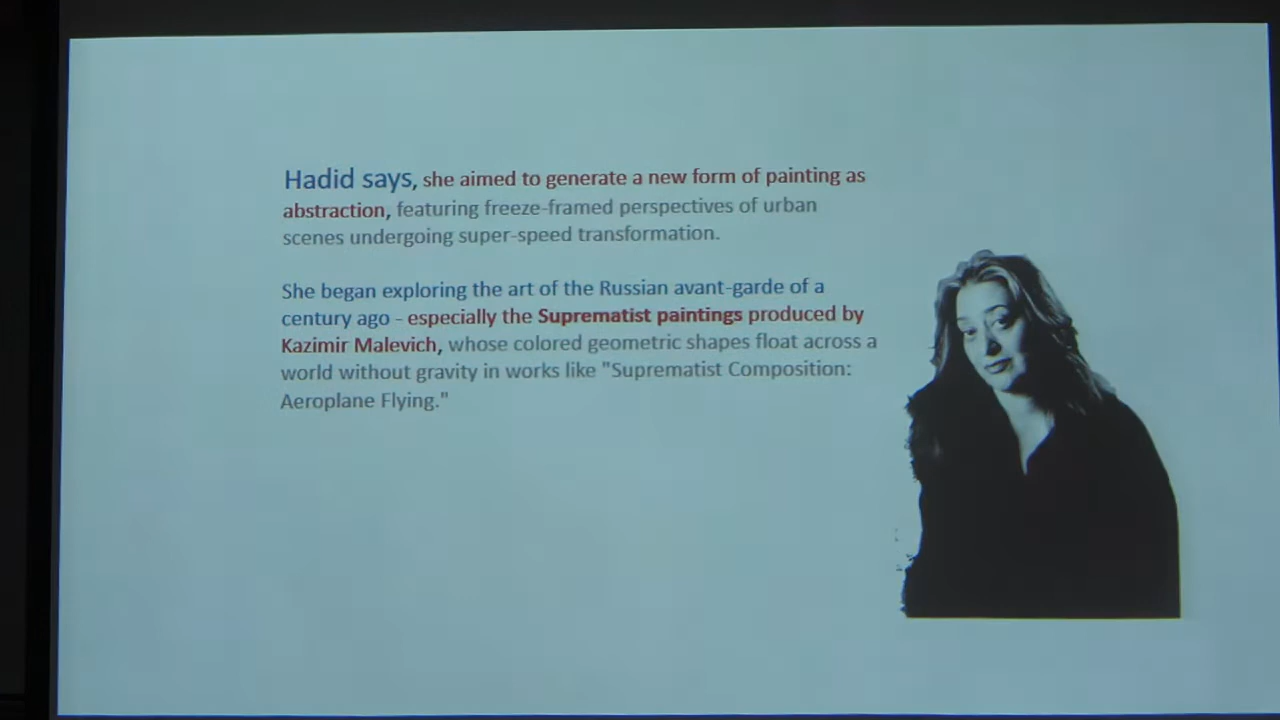 Hadid says, she aimed to generate a new form of painting as
abstraction, featuring freeze-framed perspectives of urban
scenes undergoing super-speed transformation.
She began exploring the art of the Russian avant-garde of a
century ago - especially the Suprematist paintings produced by
Kazimir Malevich, whose colored geometric shapes float across a
world without gravity in works like "Suprematist Composition:
Aeroplane Flying."